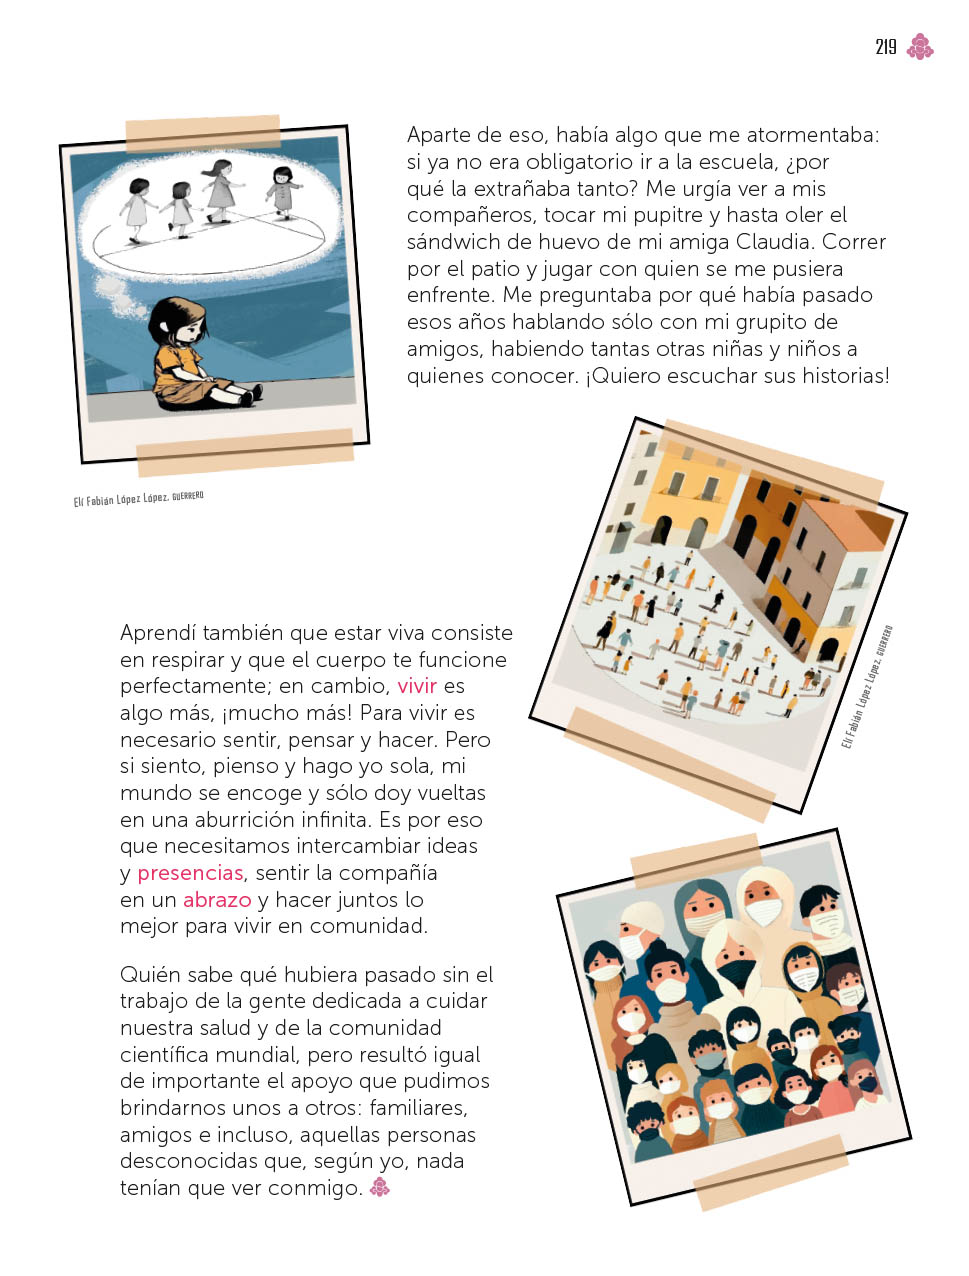 219
Aparte de eso, había algo que me atormentaba:
si ya no era obligatorio ir a la escuela, ¿por
qué la extrañaba tanto? Me urgía ver a mis
compañeros, tocar mi pupitre y hasta oler el
sándwich de huevo de mi amiga Claudia. Correr
por el patio y jugar con quien se me pusiera
enfrente. Me preguntaba por qué había pasado
esos años hablando sólo con mi grupito de
amigos, habiendo tantas otras niñas y niños a
quienes conocer. ¡Quiero escuchar sus historias!
Elí Fabián López López, GUERRERO
Elí Fabián López López, GUERRERO
Aprendí también que estar viva consiste
en respirar y que el cuerpo te funcione
perfectamente; en cambio, vivir es
algo más, ¡mucho más! Para vivir es
necesario sentir, pensar y hacer. Pero
si siento, pienso y hago yo sola, mi
mundo se encoge y sólo doy vueltas
en una aburrición infinita. Es por eso
que necesitamos intercambiar ideas
y presencias, sentir la compañía
en un abrazo y hacer juntos lo
mejor para vivir en comunidad.
Quién sabe qué hubiera pasado sin el
trabajo de la gente dedicada a cuidar
nuestra salud y de la comunidad
científica mundial, pero resultó igual
de importante el apoyo que pudimos
brindarnos unos a otros: familiares,
amigos e incluso, aquellas personas
desconocidas que, según yo, nada
tenían que ver conmigo.